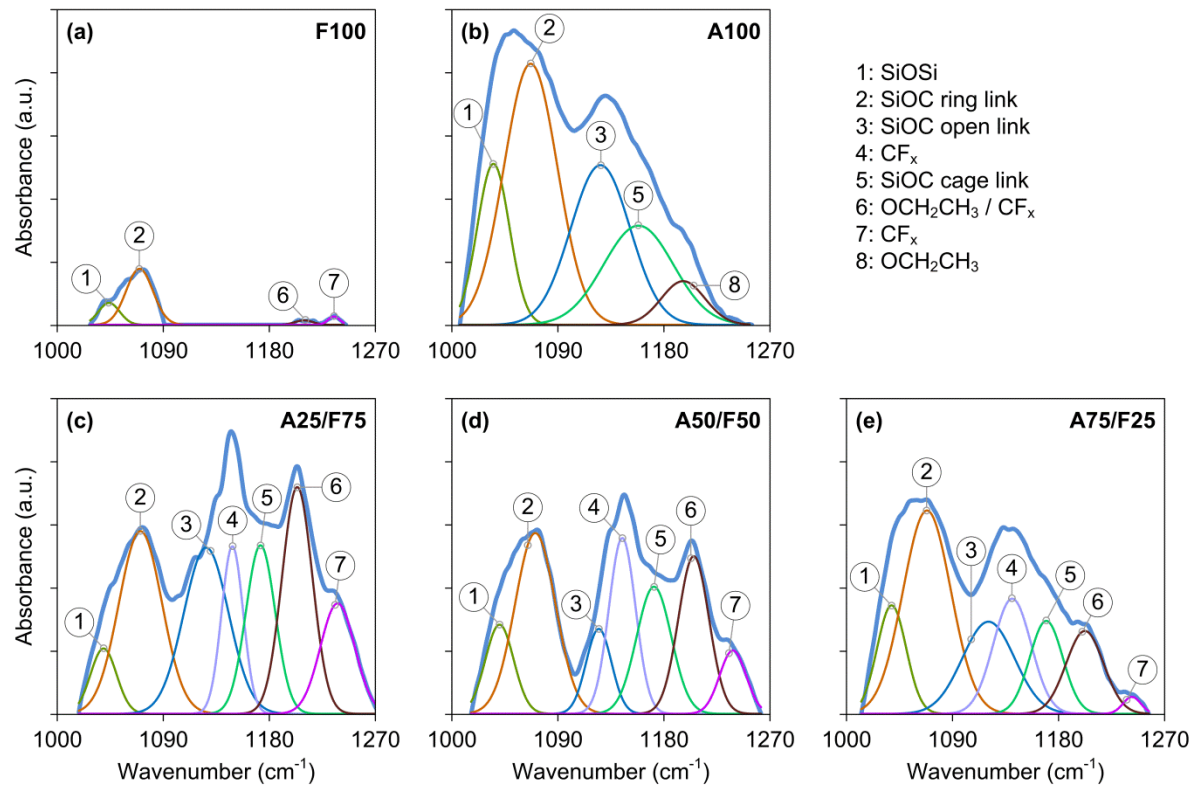 (a) F100
2
1
6
7
1000 1090 1180 1270
Absorbance (a.u.)
(b) A100
2
1
3
5
8
1000 1090 1180 1270
1: SiOSi
2: SiOC ring link
3: SiOC open link
4: CFₓ
5: SiOC cage link
6: OCH₂CH₃ / CFₓ
7: CFₓ
8: OCH₂CH₃
(c) A25/F75
1
2
3
4
5
6
7
1000 1090 1180 1270
Wavenumber (cm⁻¹)
Absorbance (a.u.)
(d) A50/F50
1
2
3
4
5
6
7
1000 1090 1180 1270
Wavenumber (cm⁻¹)
(e) A75/F25
1
2
3
4
5
6
7
1000 1090 1180 1270
Wavenumber (cm⁻¹)